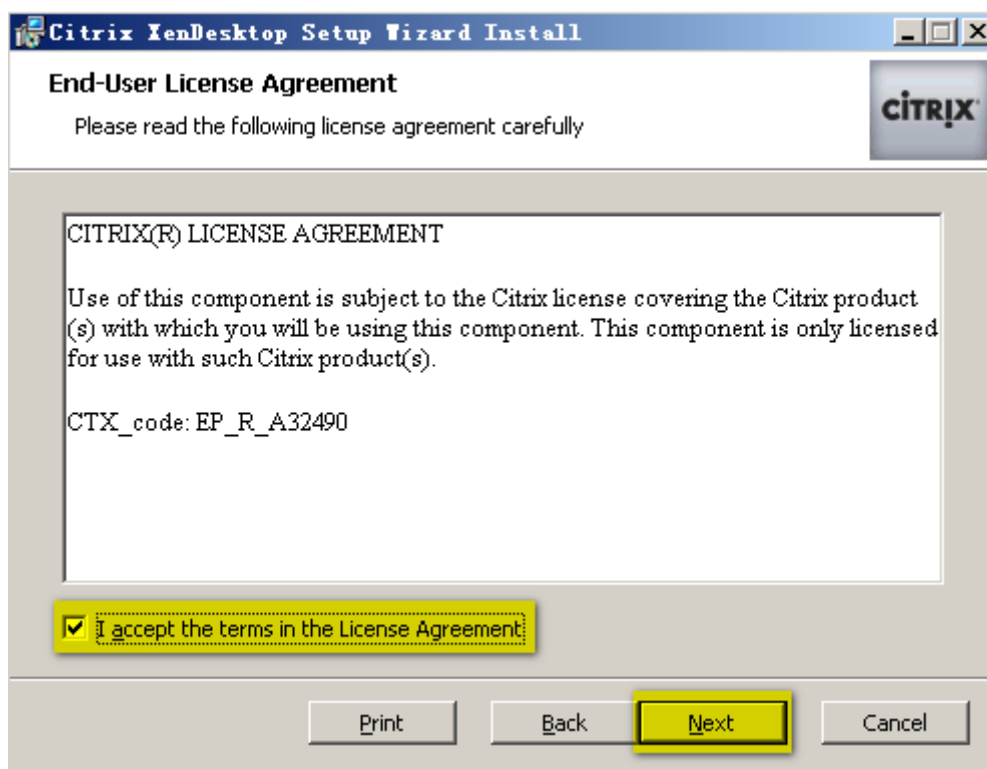 Citrix XenDesktop Setup Wizard Install
End-User License Agreement
Please read the following license agreement carefully
CITRIX
CITRIX(R) LICENSE AGREEMENT
Use of this component is subject to the Citrix license covering the Citrix product
(s) with which you will be using this component. This component is only licensed
for use with such Citrix product(s).
CTX_code: EP_R_A32490
I accept the terms in the License Agreement
Print Back Next Cancel